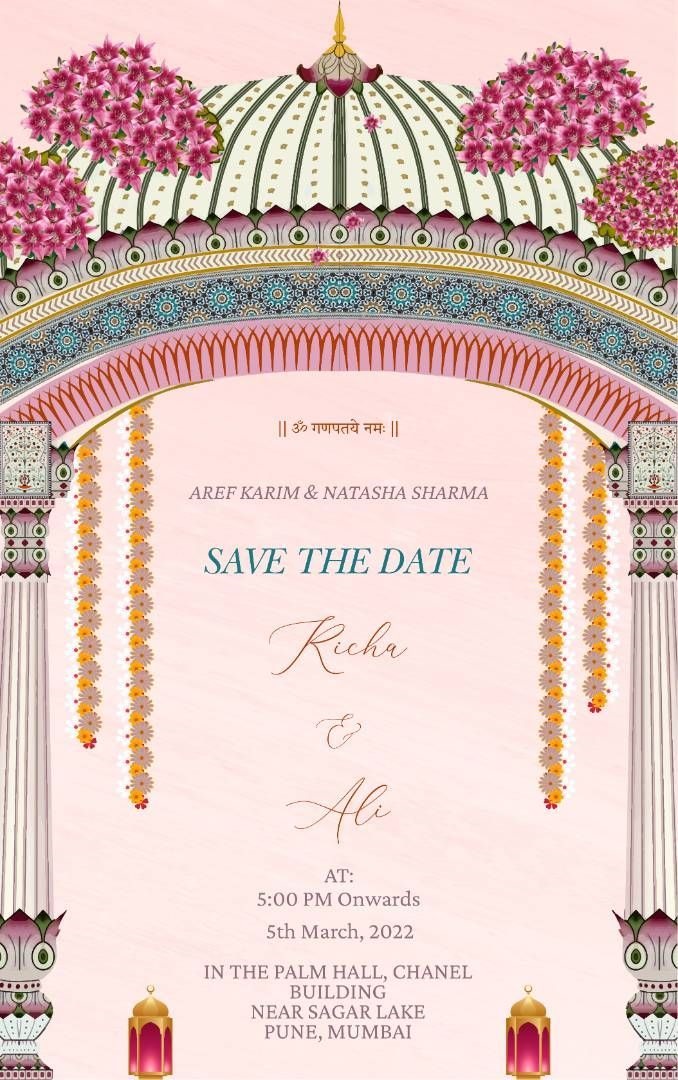 || ॐ गणपतये नमः ||
AREF KARIM & NATASHA SHARMA
SAVE THE DATE
Richa
&
Ali
AT:
5:00 PM Onwards
5th March, 2022
IN THE PALM HALL, CHANEL
BUILDING
NEAR SAGAR LAKE
PUNE, MUMBAI